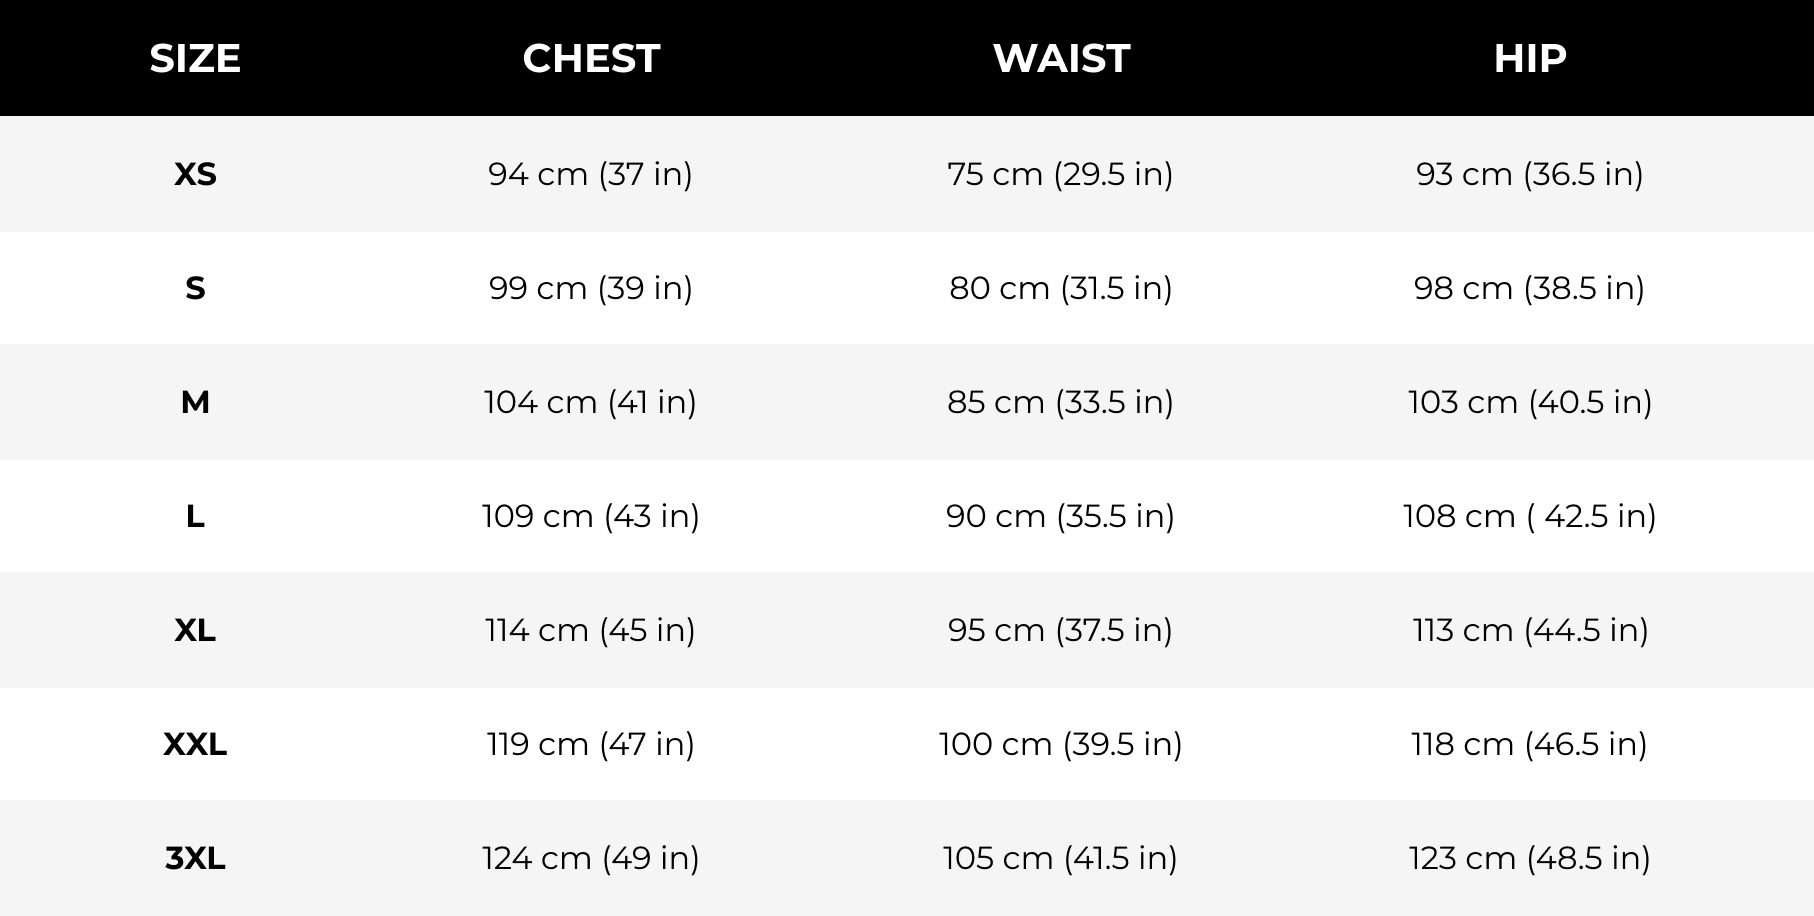 SIZE CHEST WAIST HIP
XS 94 cm (37 in) 75 cm (29.5 in) 93 cm (36.5 in)
S 99 cm (39 in) 80 cm (31.5 in) 98 cm (38.5 in)
M 104 cm (41 in) 85 cm (33.5 in) 103 cm (40.5 in)
L 109 cm (43 in) 90 cm (35.5 in) 108 cm ( 42.5 in)
XL 114 cm (45 in) 95 cm (37.5 in) 113 cm (44.5 in)
XXL 119 cm (47 in) 100 cm (39.5 in) 118 cm (46.5 in)
3XL 124 cm (49 in) 105 cm (41.5 in) 123 cm (48.5 in)